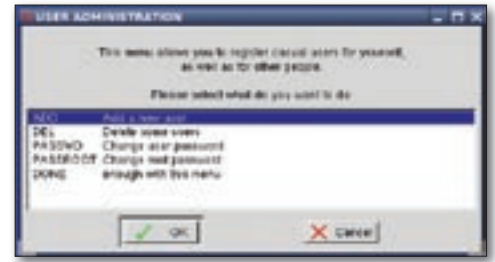 USER ADMINISTRATION
This menu allows you to register casual users for yourself,
as well as for other people.
Please select what do you want to do
ADD Add a new user
DEL Delete some users
PASSWD Change user password
PASSROOT Change root password
DONE enough with this menu
OK Cancel